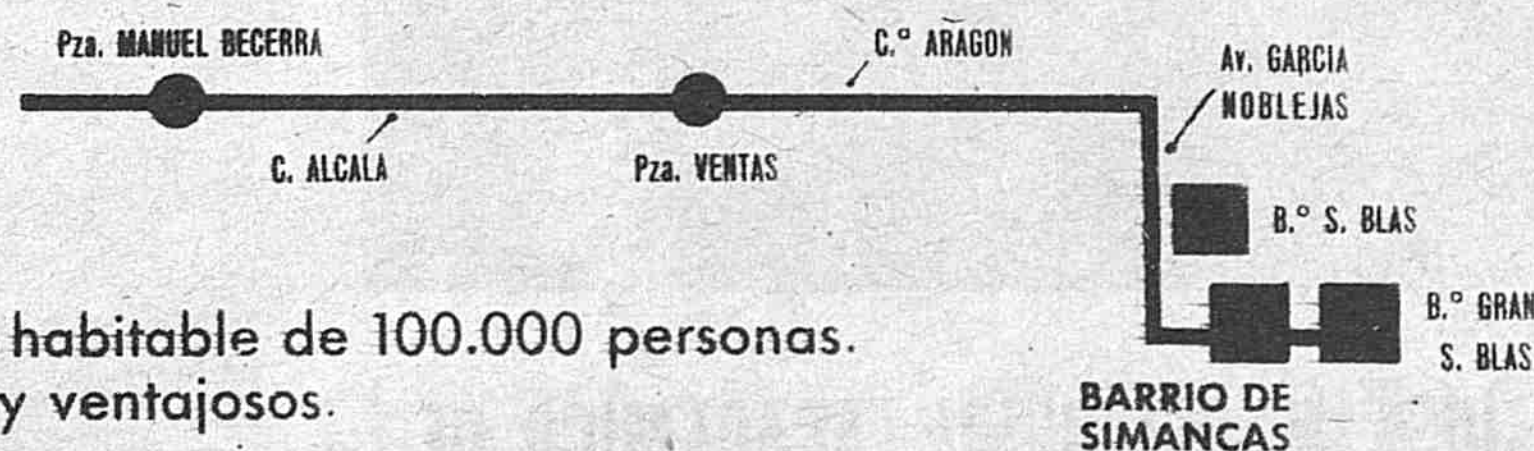 Pza. MANUEL BECERRA
C.º ARAGON
Av. GARCIA
NOBLEJAS
C. ALCALA
Pza. VENTAS
B.º S. BLAS
B.º GRAN
S. BLAS
habitable de 100.000 personas.
y ventajosos.
BARRIO DE
SIMANCAS